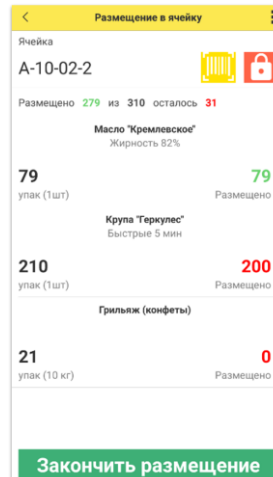 Размещение в ячейку
Ячейка
A-10-02-2
Размещено 279 из 310 осталось 31
Масло "Кремлевское"
Жирность 82%
79 79
упак (1шт) Размещено
Крупа "Геркулес"
Быстрые 5 мин
210 200
упак (1шт) Размещено
Грильяж (конфеты)
21 0
упак (10 кг) Размещено
Закончить размещение